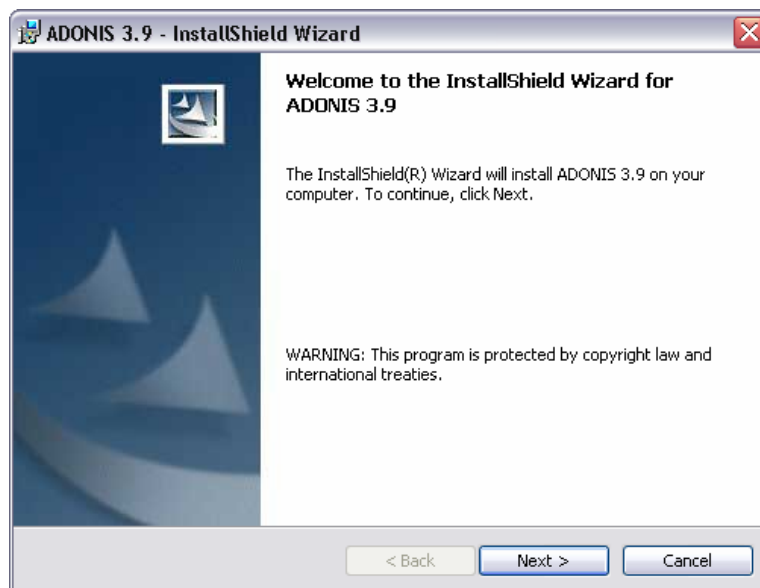 ADONIS 3.9 - InstallShield Wizard
Welcome to the InstallShield Wizard for
ADONIS 3.9
The InstallShield(R) Wizard will install ADONIS 3.9 on your
computer. To continue, click Next.
WARNING: This program is protected by copyright law and
international treaties.
< Back Next > Cancel